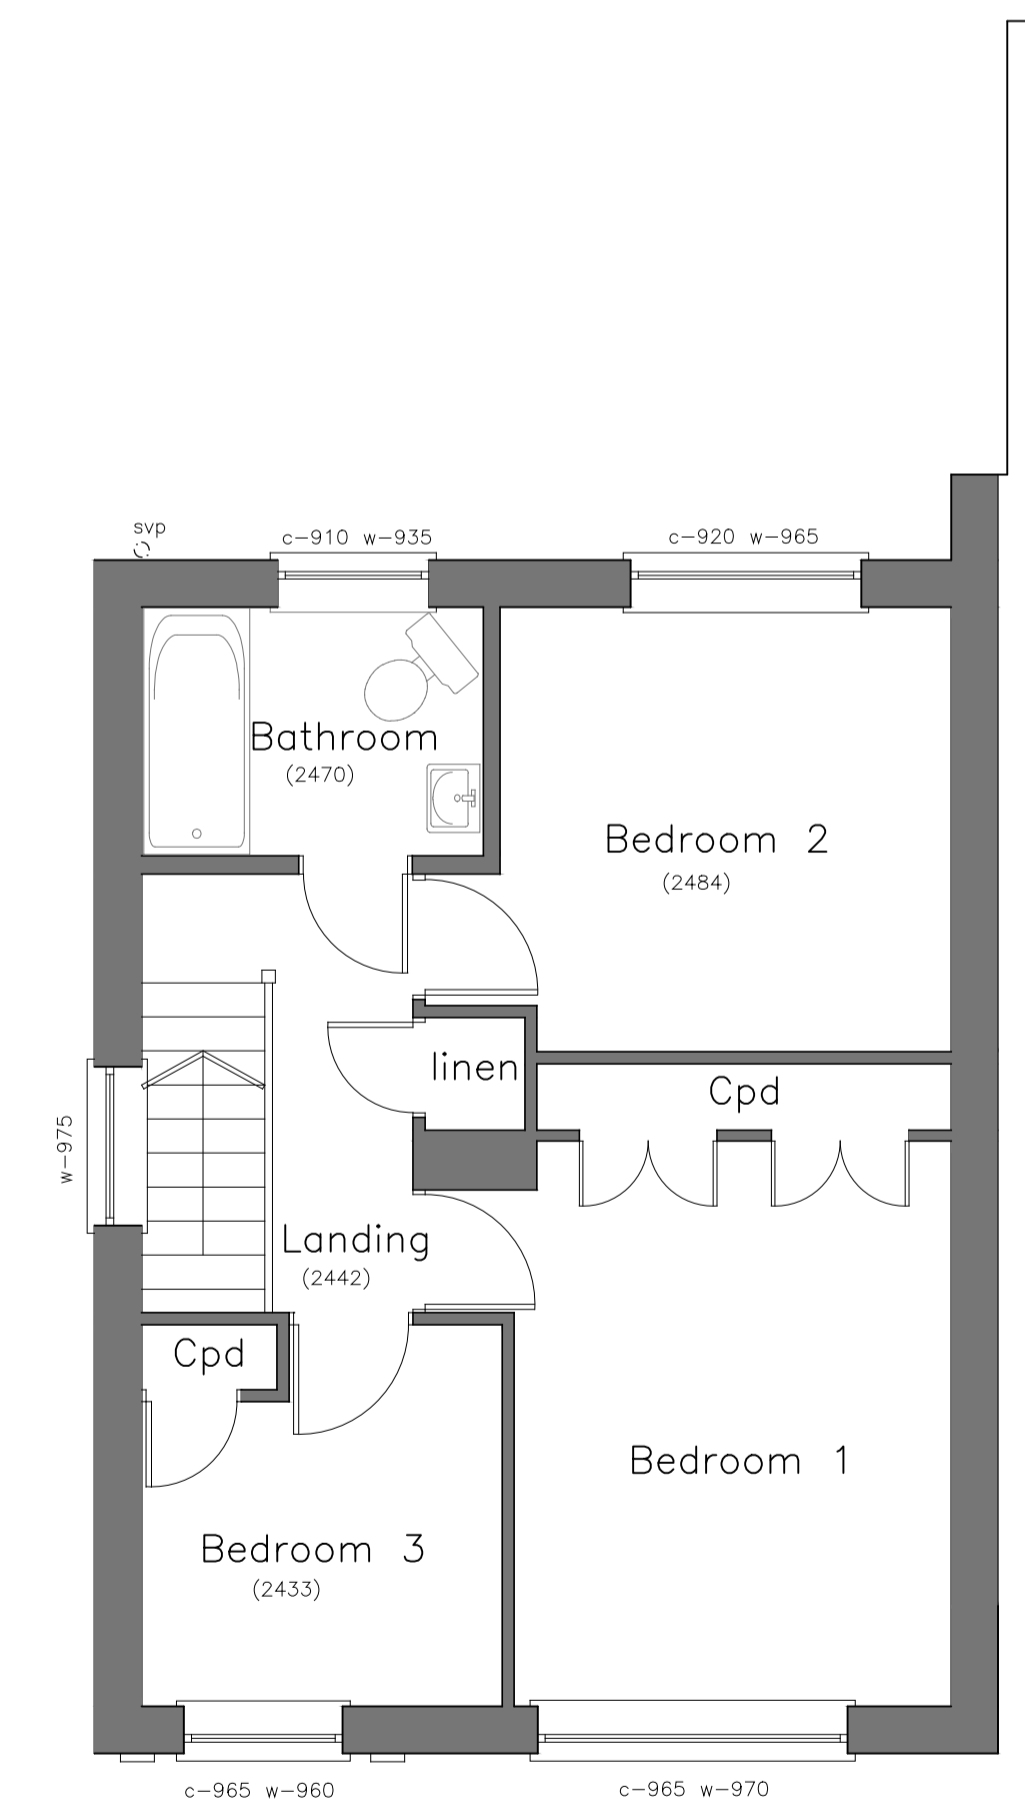 svp
c-910 w-935
c-920 w-965
Bathroom
(2470)
Bedroom 2
(2484)
linen
Cpd
w-975
Landing
(2442)
Cpd
Bedroom 1
Bedroom 3
(2433)
c-965 w-960
c-965 w-970